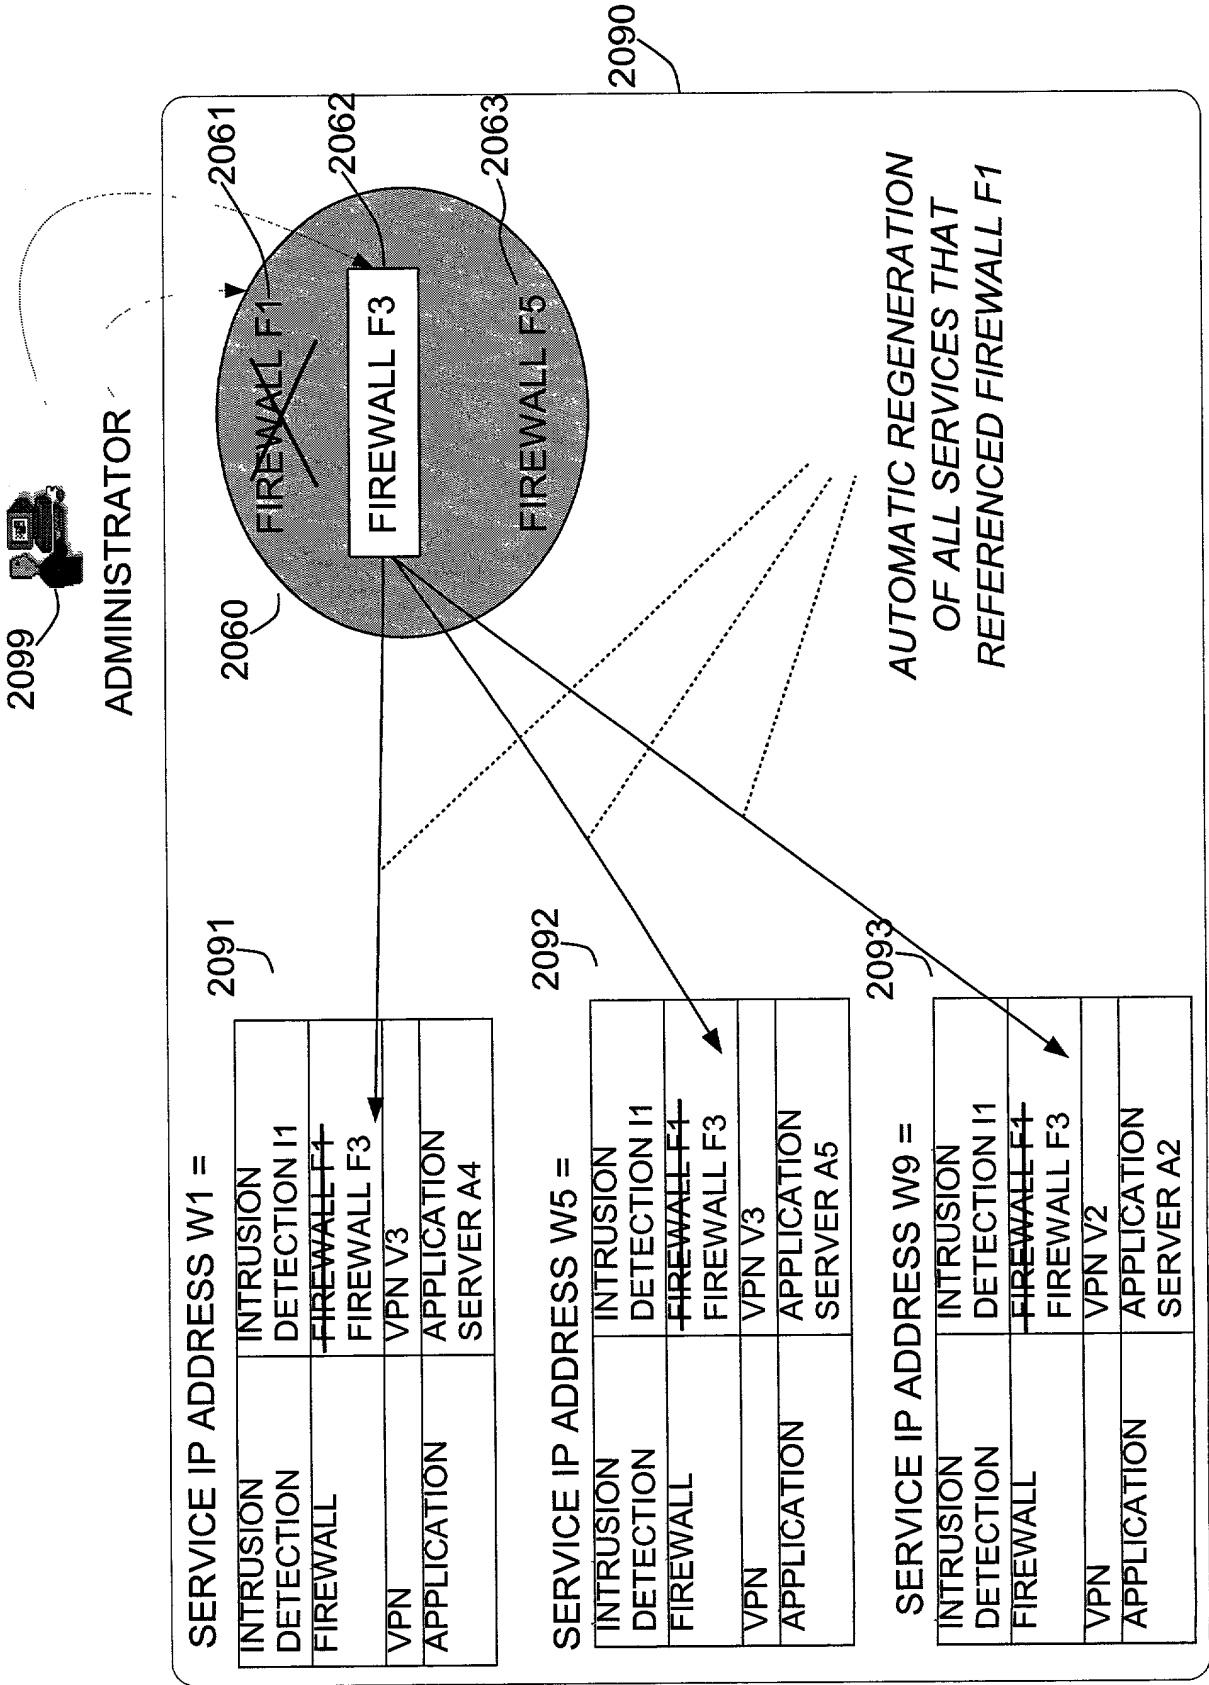 2099
ADMINISTRATOR
SERVICE IP ADDRESS W1 =
2091
INTRUSION
DETECTION
INTRUSION
DETECTION I1
FIREWALL
FIREWALL F1
FIREWALL F3
VPN
VPN V3
APPLICATION
APPLICATION
SERVER A4
2060
FIREWALL F1
2061
FIREWALL F3
2062
FIREWALL F5
2063
SERVICE IP ADDRESS W5 =
2092
INTRUSION
DETECTION
INTRUSION
DETECTION I1
FIREWALL
FIREWALL F1
FIREWALL F3
VPN
VPN V3
APPLICATION
APPLICATION
SERVER A5
SERVICE IP ADDRESS W9 =
2093
INTRUSION
DETECTION
INTRUSION
DETECTION I1
FIREWALL
FIREWALL F1
FIREWALL F3
VPN
VPN V2
APPLICATION
APPLICATION
SERVER A2
AUTOMATIC REGENERATION
OF ALL SERVICES THAT
REFERENCED FIREWALL F1
2090